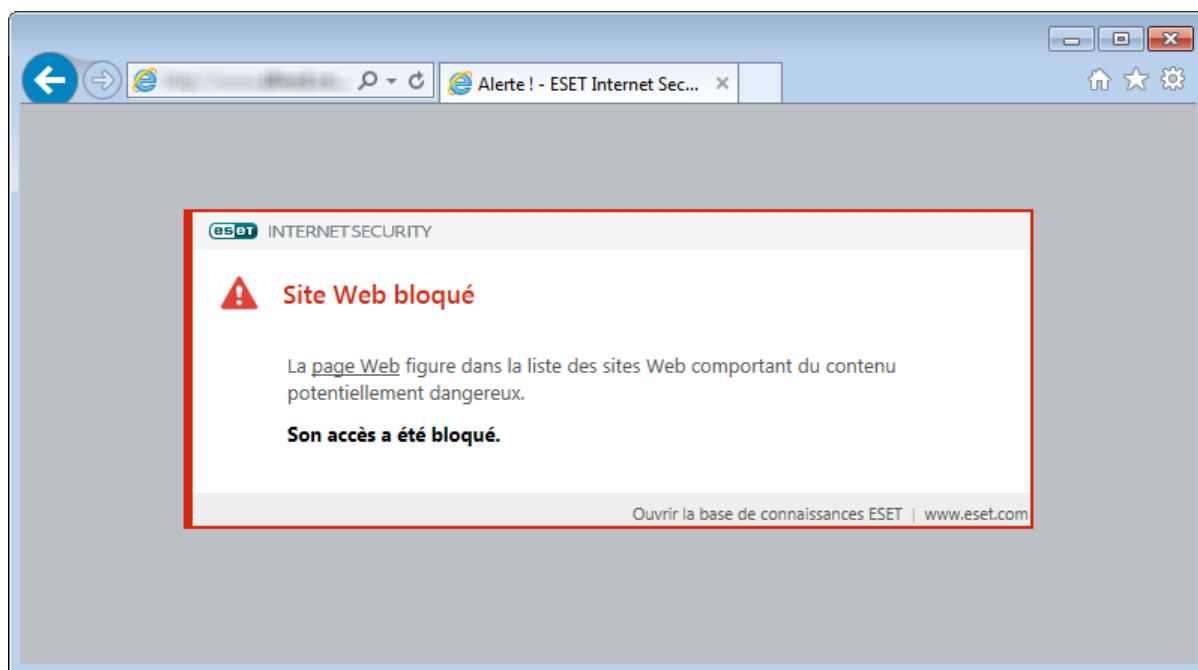 Alerte ! - ESET Internet Sec...
eseT INTERNET SECURITY
Site Web bloqué
La page Web figure dans la liste des sites Web comportant du contenu
potentiellement dangereux.
Son accès a été bloqué.
Ouvrir la base de connaissances ESET | www.eset.com